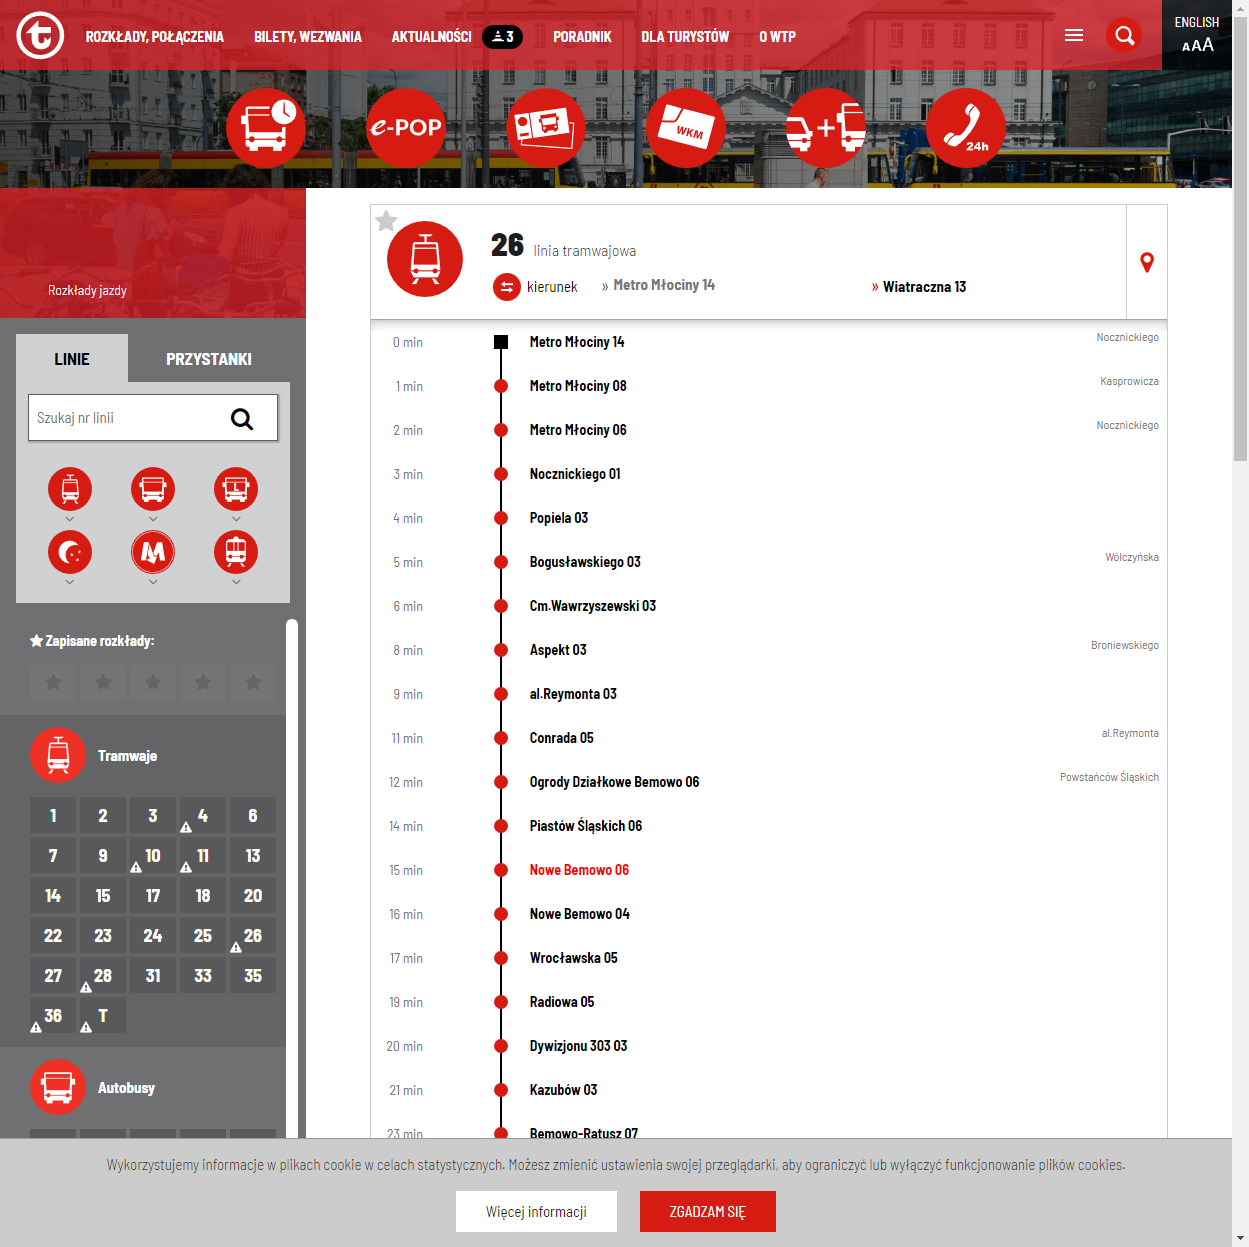 ROZKŁADY, POŁĄCZENIA
BILETY, WEZWANIA
AKTUALNOŚCI
3
PORADNIK
DLA TURYSTÓW
O WTP
ENGLISH
AAA
e-POP
WKM
24h
Rozkłady jazdy
LINIE
PRZYSTANKI
Szukaj nr linii
L
M
Zapisane rozkłady:
Tramwaje
1 2 3 4 6
7 9 10 11 13
14 15 17 18 20
22 23 24 25 26
27 28 31 33 35
36 T
Autobusy
26 linia tramwajowa
kierunek » Metro Młociny 14 » Wiatraczna 13
0 min Metro Młociny 14 Nocznickiego
1 min Metro Młociny 08 Kasprowicza
2 min Metro Młociny 06 Nocznickiego
3 min Nocznickiego 01
4 min Popiela 03
5 min Bogusławskiego 03 Wólczyńska
6 min Cm.Wawrzyszewski 03
8 min Aspekt 03 Broniewskiego
9 min al.Reymonta 03
11 min Conrada 05 al.Reymonta
12 min Ogrody Działkowe Bemowo 06 Powstańców Śląskich
14 min Piastów Śląskich 06
15 min Nowe Bemowo 06
16 min Nowe Bemowo 04
17 min Wrocławska 05
19 min Radiowa 05
20 min Dywizjonu 303 03
21 min Kazubów 03
23 min Bemowo-Ratusz 07
Wykorzystujemy informacje w plikach cookie w celach statystycznych. Możesz zmienić ustawienia swojej przeglądarki, aby ograniczyć lub wyłączyć funkcjonowanie plików cookies.
Więcej informacji
ZGADZAM SIĘ